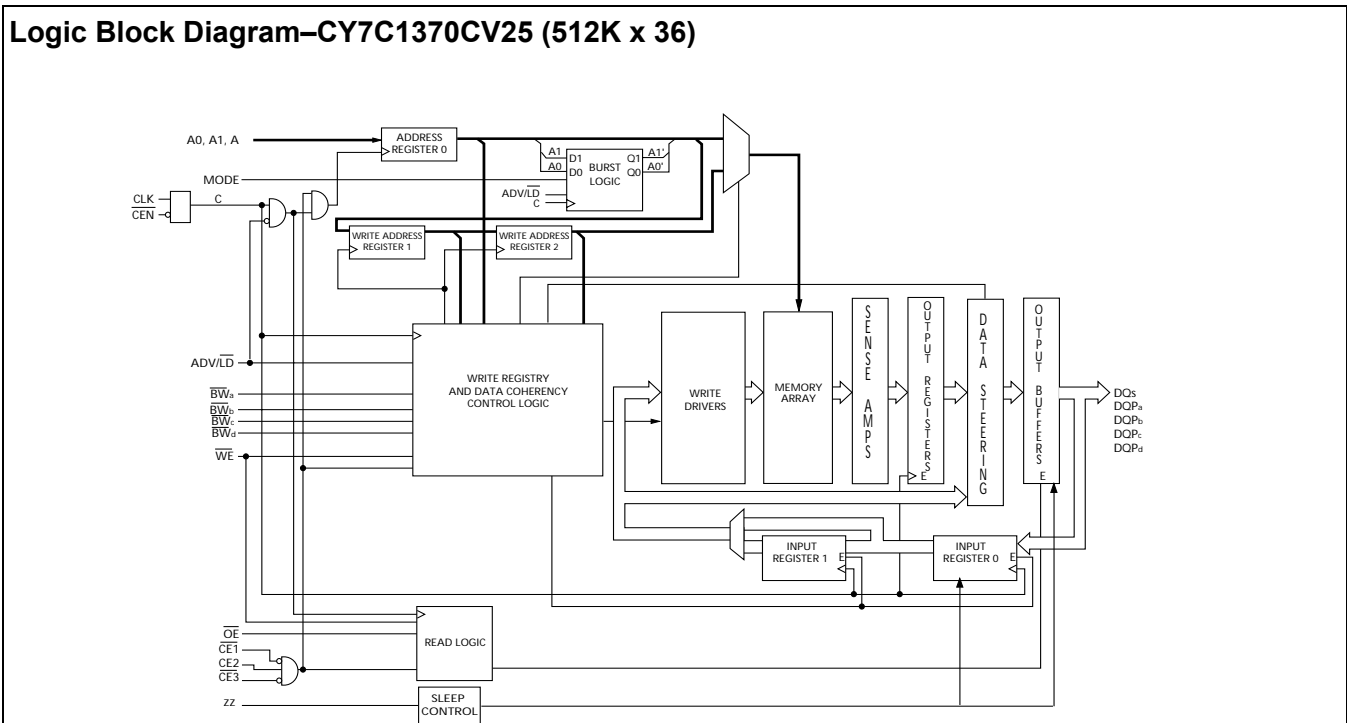 Logic Block Diagram–CY7C1370CV25 (512K x 36)
A0, A1, A
ADDRESS
REGISTER 0
A1
A0
D1
D0
BURST
LOGIC
Q1
Q0
A1'
A0'
MODE
ADV/LD
C
CLK
CEN
C
WRITE ADDRESS
REGISTER 1
WRITE ADDRESS
REGISTER 2
ADV/LD
BWa
BWb
BWc
BWd
WE
WRITE REGISTRY
AND DATA COHERENCY
CONTROL LOGIC
WRITE
DRIVERS
MEMORY
ARRAY
SENSE AMPS
OUTPUT REGISTERS
E
DATA STEERING
OUTPUT BUFFERS
E
DQs
DQPa
DQPb
DQPc
DQPd
INPUT
REGISTER 1
E
INPUT
REGISTER 0
E
OE
CE1
CE2
CE3
READ LOGIC
ZZ
SLEEP
CONTROL